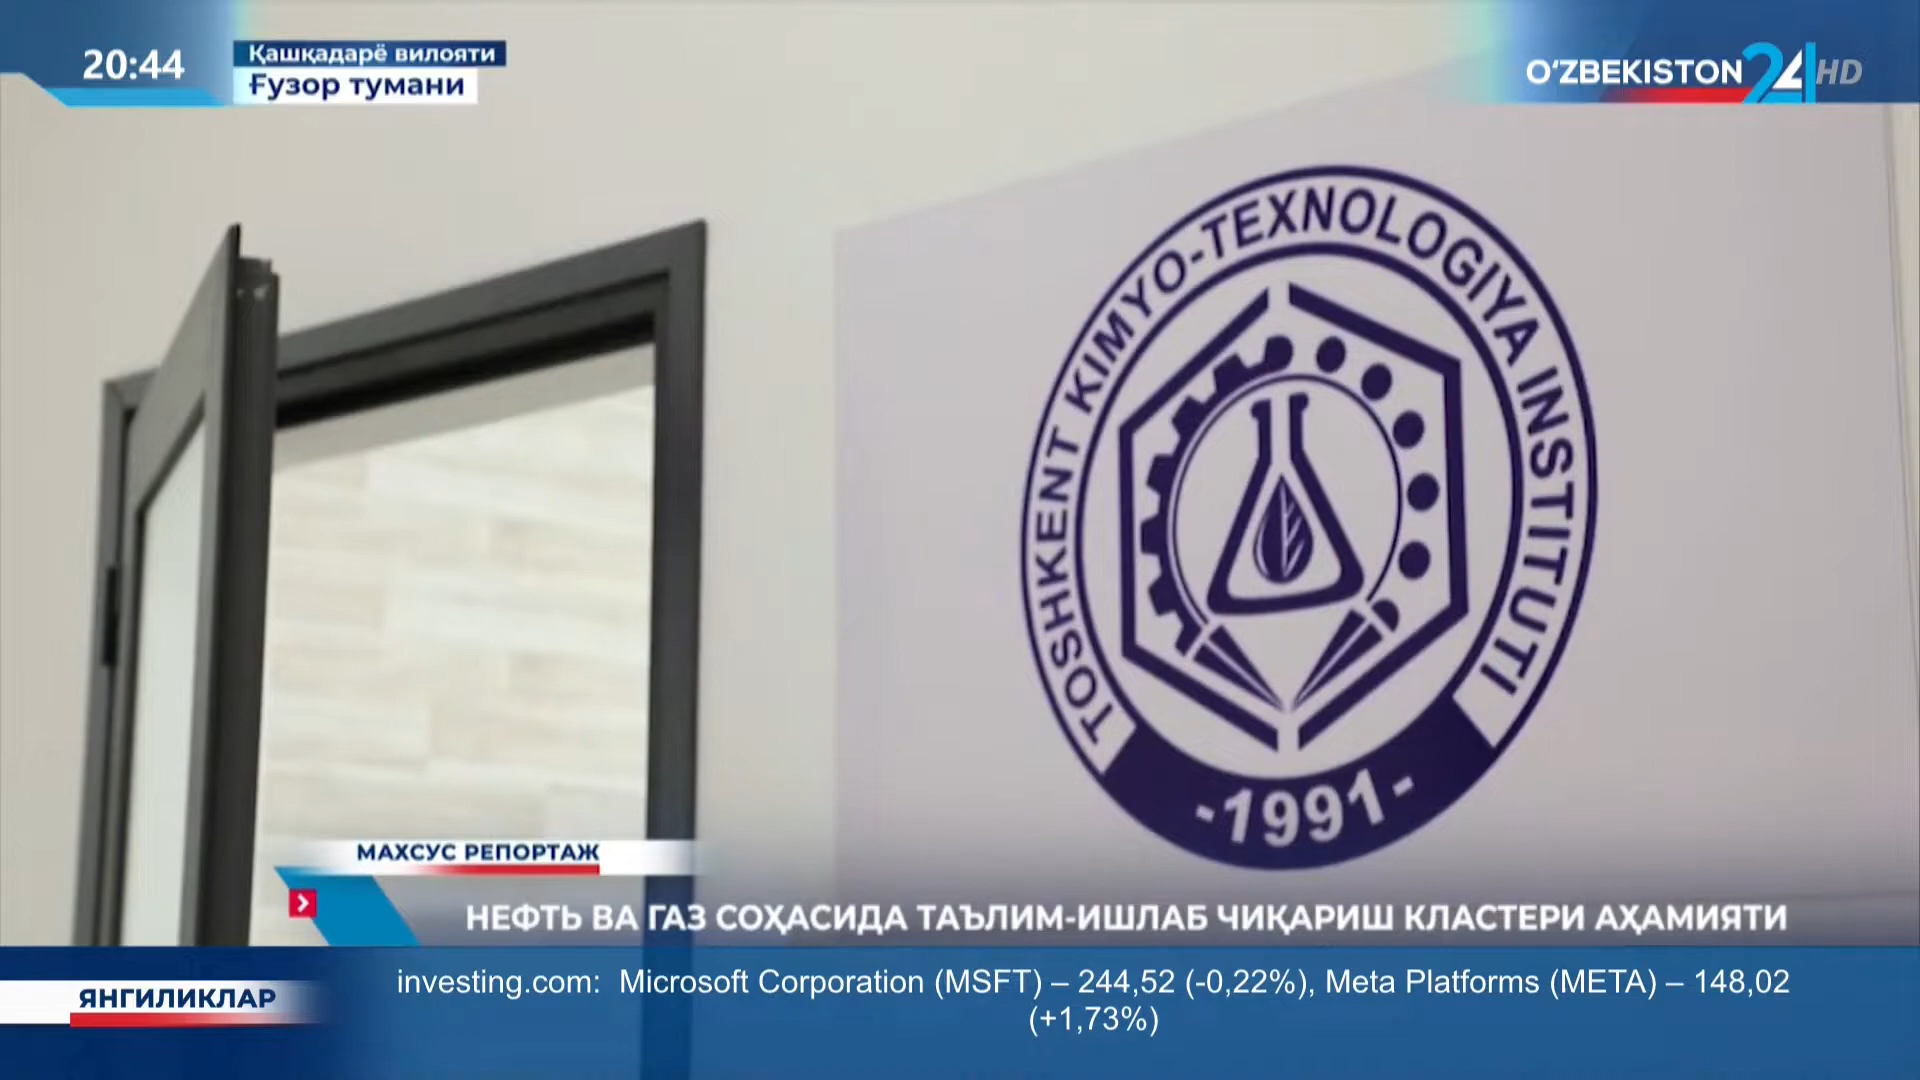 20:44
Қашқадарё вилояти
Ғузор тумани
O‘ZBEKISTON 24 HD
TOSHKENT KIMYO-TEXNOLOGIYA INSTITUTI
-1991-
МАХСУС РЕПОРТАЖ
НЕФТЬ ВА ГАЗ СОҲАСИДА ТАЪЛИМ-ИШЛАБ ЧИҚАРИШ КЛАСТЕРИ АҲАМИЯТИ
ЯНГИЛИКЛАР
investing.com: Microsoft Corporation (MSFT) – 244,52 (-0,22%), Meta Platforms (META) – 148,02
(+1,73%)